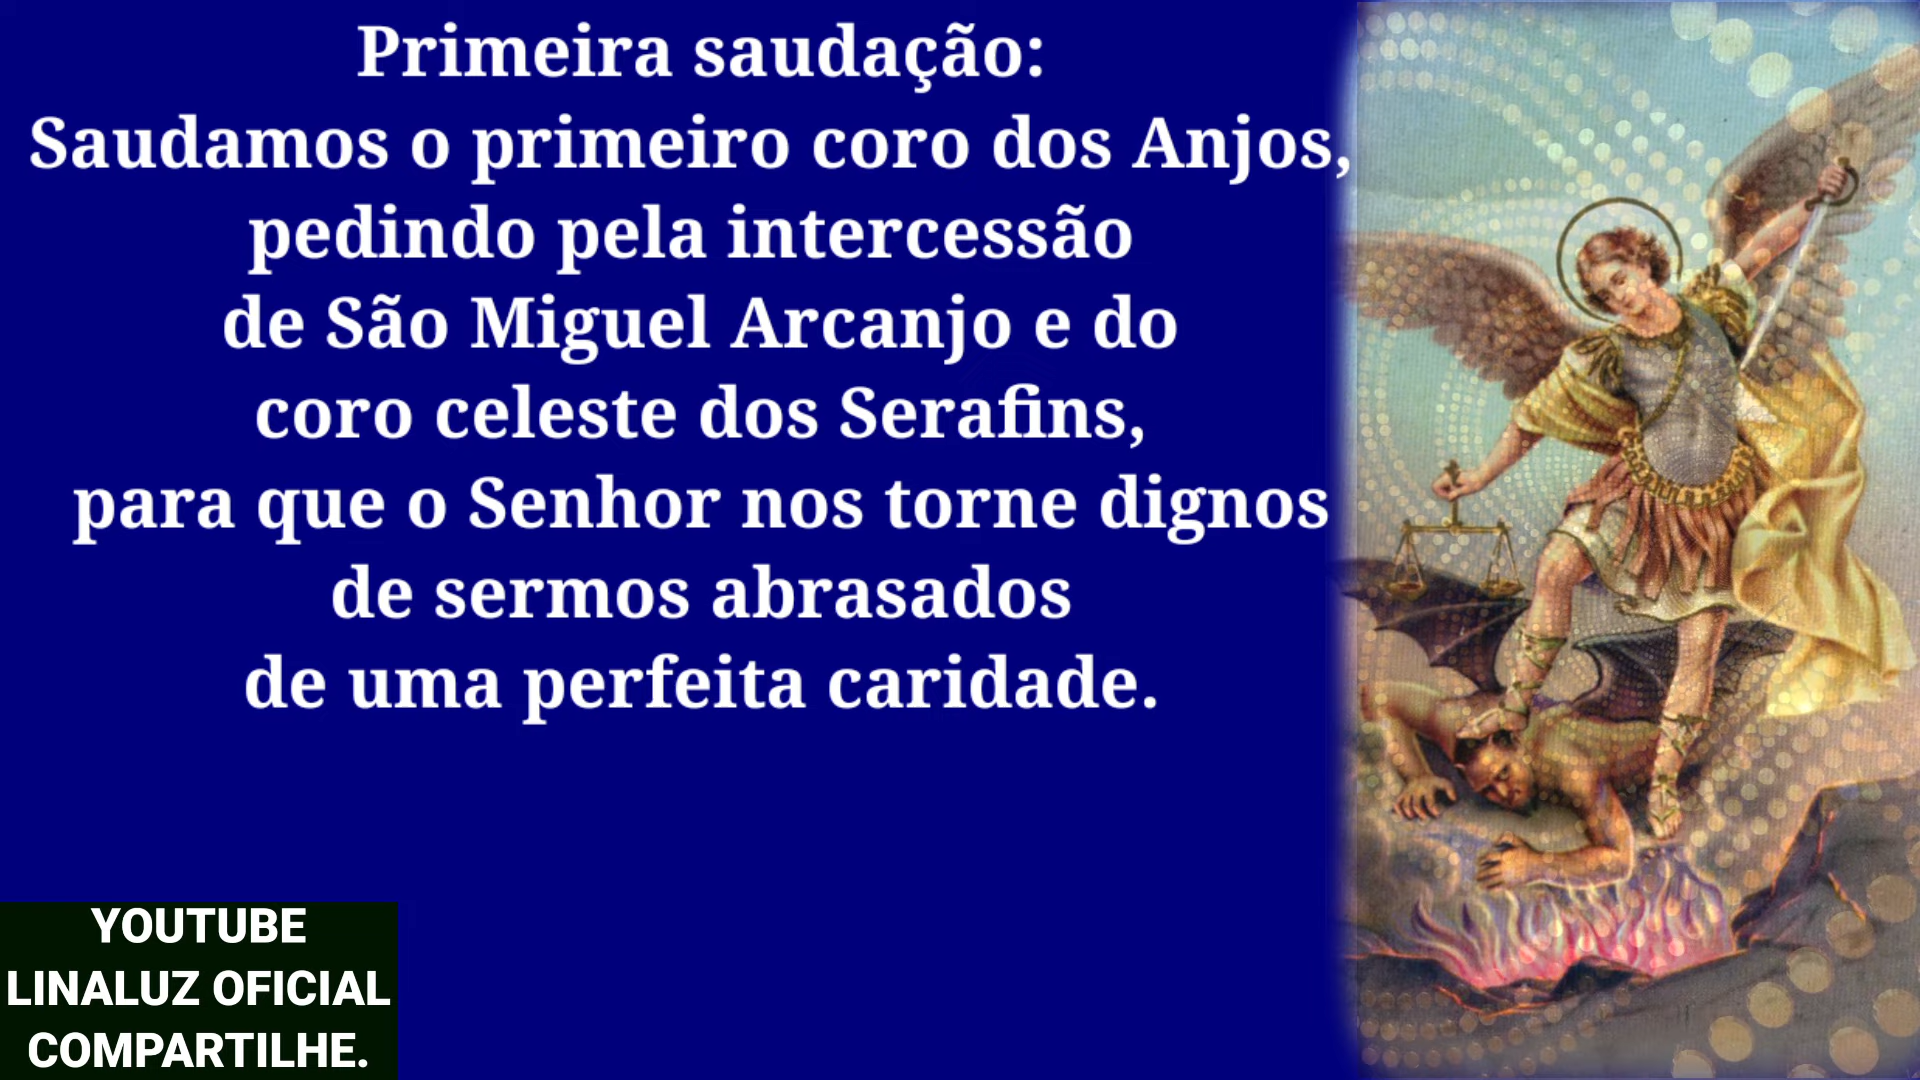 Primeira saudação:
Saudamos o primeiro coro dos Anjos,
pedindo pela intercessão
de São Miguel Arcanjo e do
coro celeste dos Serafins,
para que o Senhor nos torne dignos
de sermos abrasados
de uma perfeita caridade.
YOUTUBE
LINALUZ OFICIAL
COMPARTILHE.